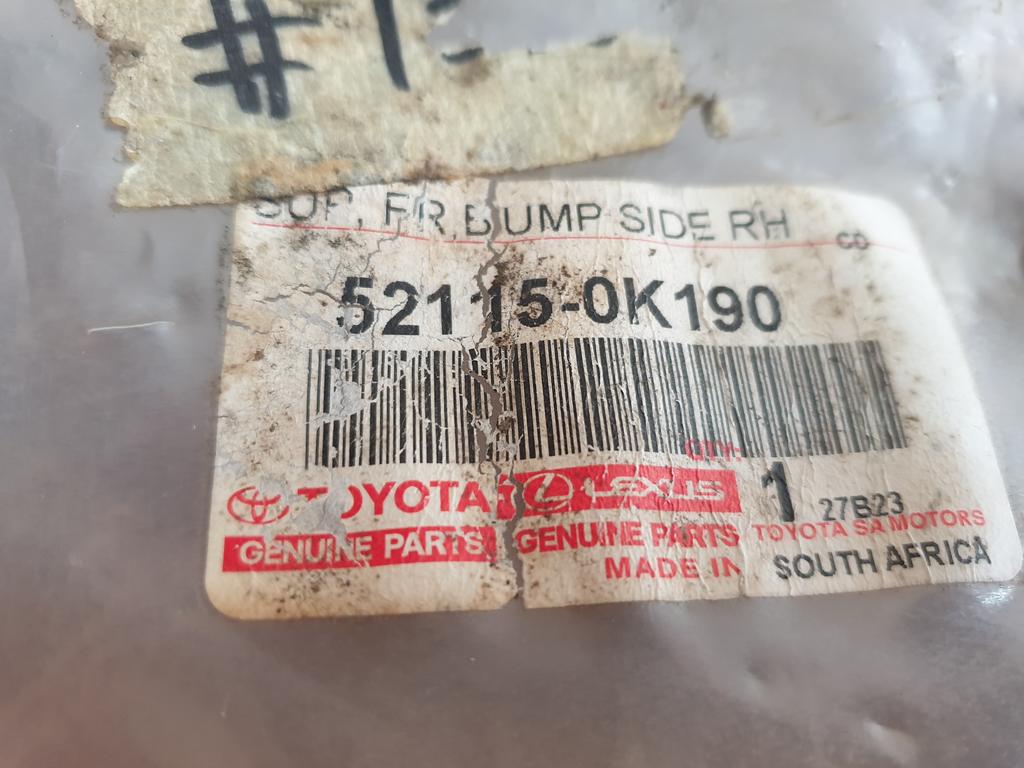 #1
SUP, FR BUMP SIDE RH
52115-0K190
QTY-
1 27B23
TOYOTA LEXUS
TOYOTA SA MOTORS
GENUINE PARTS GENUINE PARTS
MADE IN SOUTH AFRICA